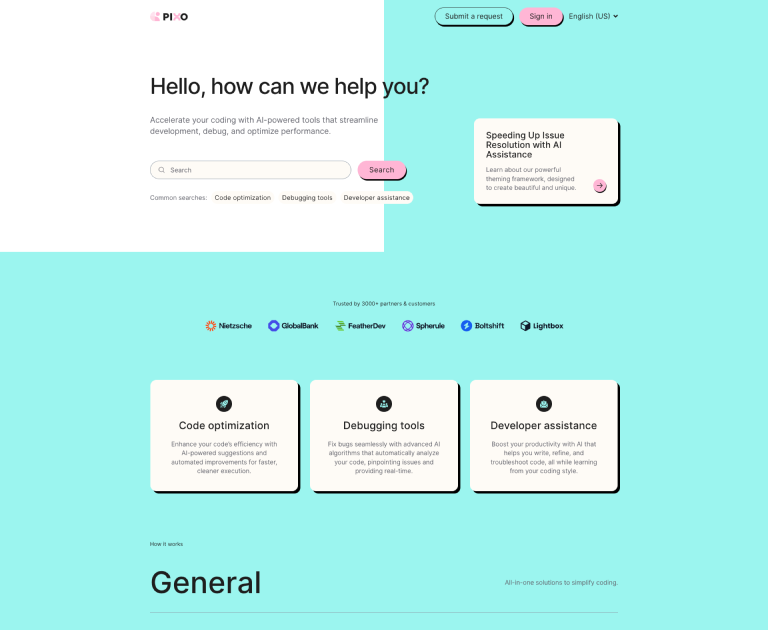 PIXO
Submit a request
Sign in
English (US)
Hello, how can we help you?
Accelerate your coding with AI-powered tools that streamline
development, debug, and optimize performance.
Search
Search
Common searches: Code optimization Debugging tools Developer assistance
Speeding Up Issue
Resolution with AI
Assistance
Learn about our powerful
theming framework, designed
to create beautiful and unique.
Trusted by 3000+ partners & customers
Nietzsche GlobalBank FeatherDev Spherule Boltshift Lightbox
Code optimization
Enhance your code's efficiency with
AI-powered suggestions and
automated improvements for faster,
cleaner execution.
Debugging tools
Fix bugs seamlessly with advanced AI
algorithms that automatically analyze
your code, pinpointing issues and
providing real-time.
Developer assistance
Boost your productivity with AI that
helps you write, refine, and
troubleshoot code, all while learning
from your coding style.
How it works
General
All-in-one solutions to simplify coding.